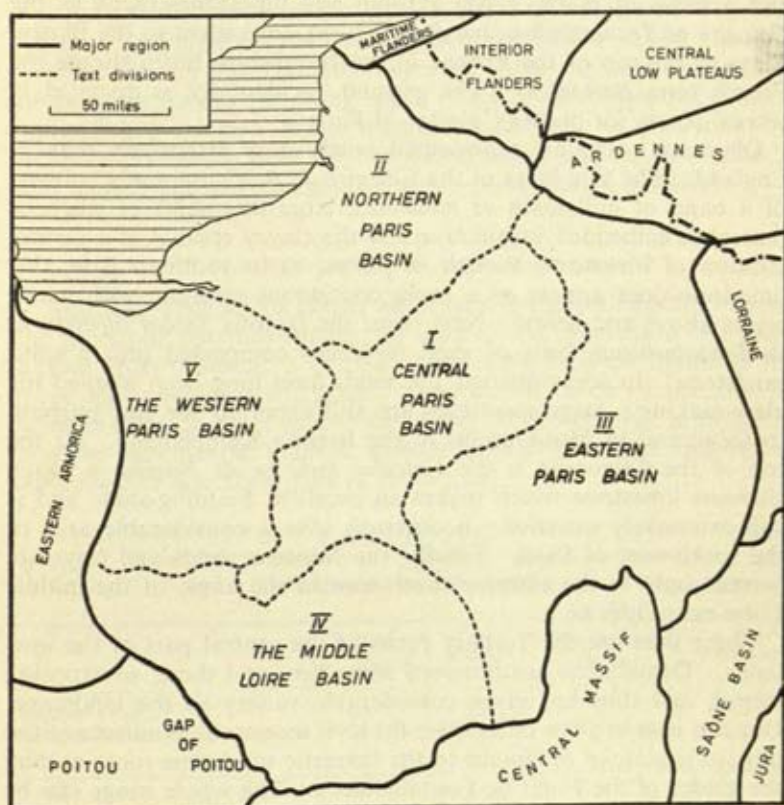 Major region
Text divisions
50 miles
MARITIME
FLANDERS
INTERIOR
FLANDERS
CENTRAL
LOW PLATEAUS
ARDENNES
II
NORTHERN
PARIS
BASIN
LORRAINE
I
CENTRAL
PARIS
BASIN
V
THE WESTERN
PARIS BASIN
III
EASTERN
PARIS BASIN
EASTERN ARMORICA
IV
THE MIDDLE
LOIRE BASIN
GAP
OF
POITOU
POITOU
CENTRAL MASSIF
SAÔNE BASIN
JURA